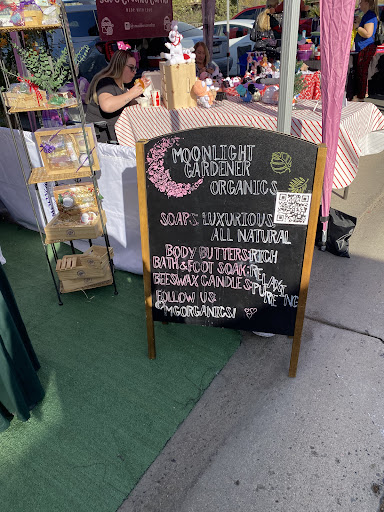 MOONLIGHT
GARDENER
ORGANICS
SOAPS: LUXURIOUS,
ALL NATURAL
BODY BUTTERS: RICH
BATH & FOOT SOAK: RELAXING
BEESWAX CANDLES: PURE
FOLLOW US
@MGORGANICS!